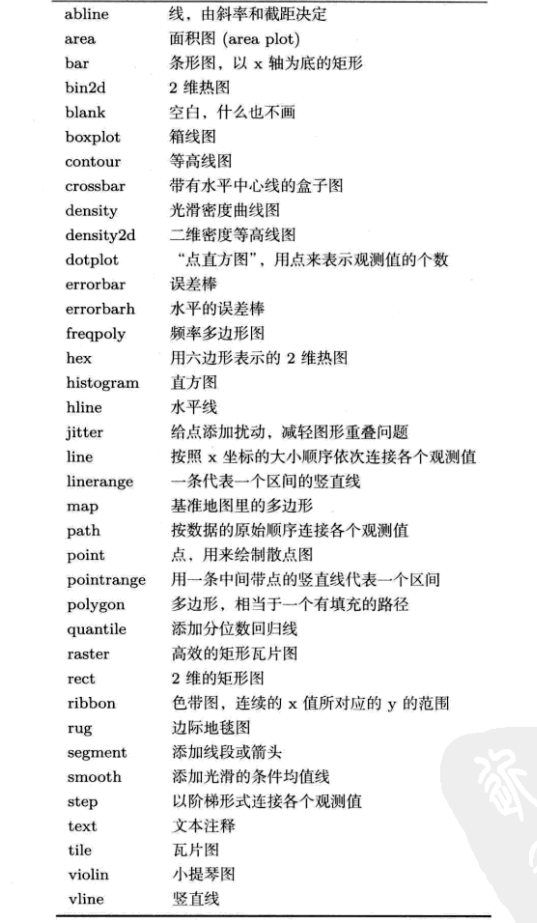 abline 线，由斜率和截距决定
area 面积图 (area plot)
bar 条形图，以 x 轴为底的矩形
bin2d 2 维热图
blank 空白，什么也不画
boxplot 箱线图
contour 等高线图
crossbar 带有水平中心线的盒子图
density 光滑密度曲线图
density2d 二维密度等高线图
dotplot “点直方图”，用点来表示观测值的个数
errorbar 误差棒
errorbarh 水平的误差棒
freqpoly 频率多边形图
hex 用六边形表示的 2 维热图
histogram 直方图
hline 水平线
jitter 给点添加扰动，减轻图形重叠问题
line 按照 x 坐标的大小顺序依次连接各个观测值
linerange 一条代表一个区间的竖直线
map 基准地图里的多边形
path 按数据的原始顺序连接各个观测值
point 点，用来绘制散点图
pointrange 用一条中间带点的竖直线代表一个区间
polygon 多边形，相当于一个有填充的路径
quantile 添加分位数回归线
raster 高效的矩形瓦片图
rect 2 维的矩形图
ribbon 色带图，连续的 x 值所对应的 y 的范围
rug 边际地毯图
segment 添加线段或箭头
smooth 添加光滑的条件均值线
step 以阶梯形式连接各个观测值
text 文本注释
tile 瓦片图
violin 小提琴图
vline 竖直线